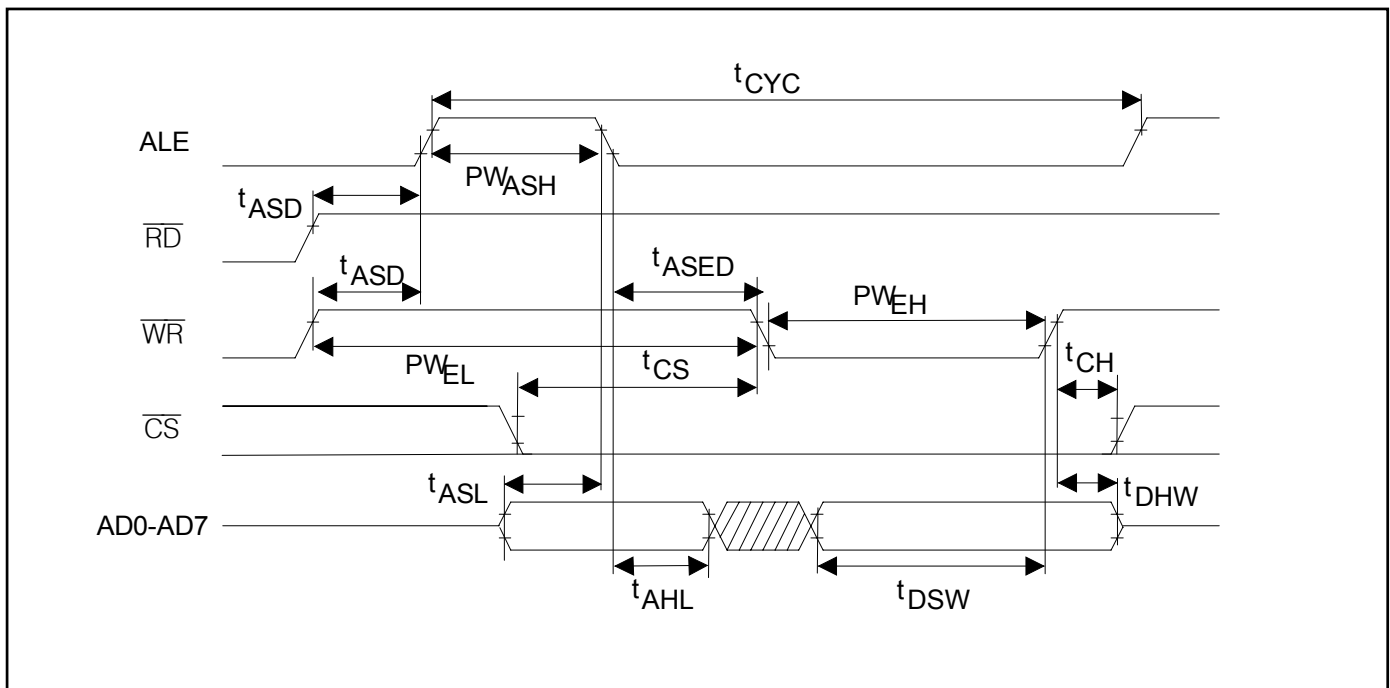 tCYC
ALE
PWASH
tASD
RD
tASD
tASED
PWEH
WR
PWEL
tCS
tCH
CS
tASL
tDHW
AD0-AD7
tAHL
tDSW